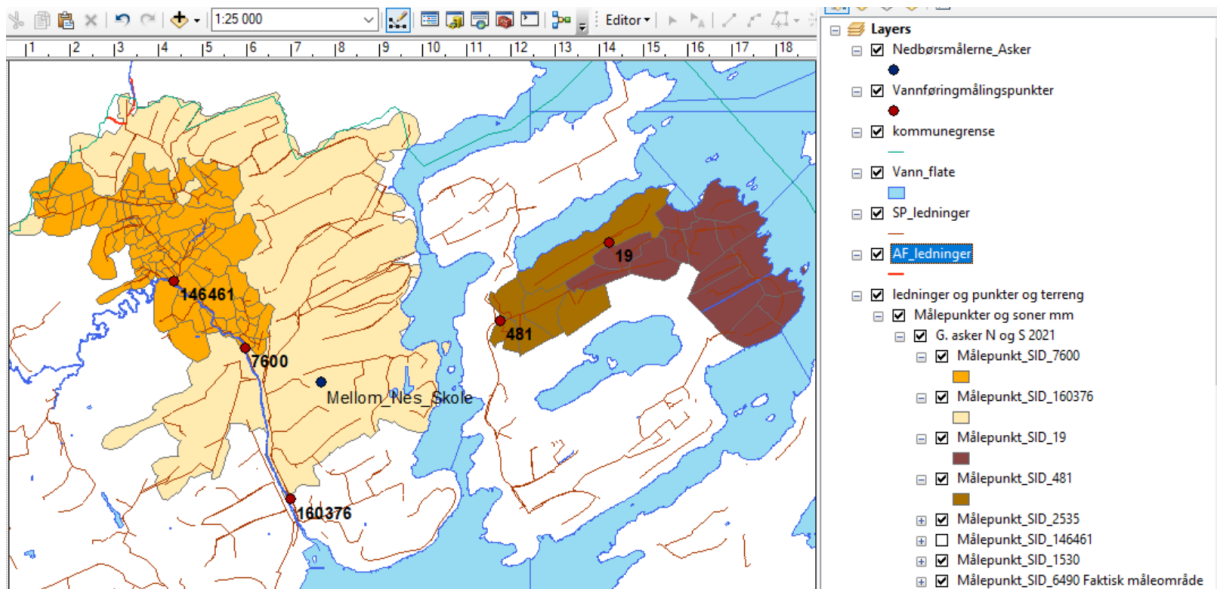 1:25 000
Editor
1 2 3 4 5 6 7 8 9 10 11 12 13 14 15 16 17 18
146461
7600
Mellom_Nes_Skole
160376
19
481
Layers
Nedbørsmålerne_Asker
Vannføringmålingspunkter
kommunegrense
Vann_flate
SP_ledninger
AF_ledninger
ledninger og punkter og terreng
Målepunkter og soner mm
G. asker N og S 2021
Målepunkt_SID_7600
Målepunkt_SID_160376
Målepunkt_SID_19
Målepunkt_SID_481
Målepunkt_SID_2535
Målepunkt_SID_146461
Målepunkt_SID_1530
Målepunkt_SID_6490 Faktisk måleområde